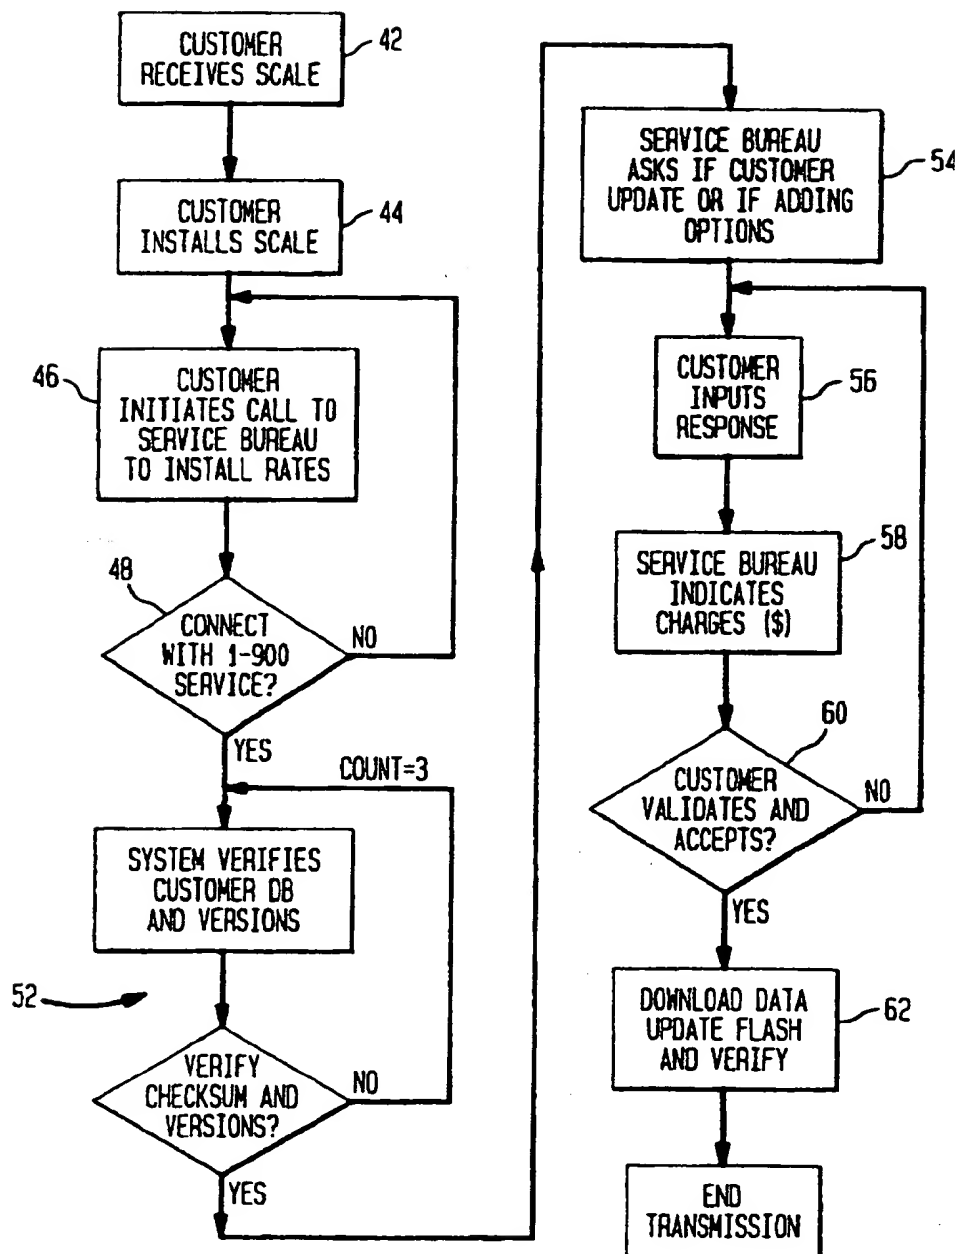 CUSTOMER
RECEIVES SCALE
42
CUSTOMER
INSTALLS SCALE
44
46
CUSTOMER
INITIATES CALL TO
SERVICE BUREAU
TO INSTALL RATES
48
CONNECT
WITH 1-900
SERVICE?
NO
YES
COUNT=3
SYSTEM VERIFIES
CUSTOMER DB
AND VERSIONS
52
VERIFY
CHECKSUM AND
VERSIONS?
NO
YES
SERVICE BUREAU
ASKS IF CUSTOMER
UPDATE OR IF ADDING
OPTIONS
54
CUSTOMER
INPUTS
RESPONSE
56
SERVICE BUREAU
INDICATES
CHARGES ($)
58
60
CUSTOMER
VALIDATES AND
ACCEPTS?
NO
YES
DOWNLOAD DATA
UPDATE FLASH
AND VERIFY
62
END
TRANSMISSION